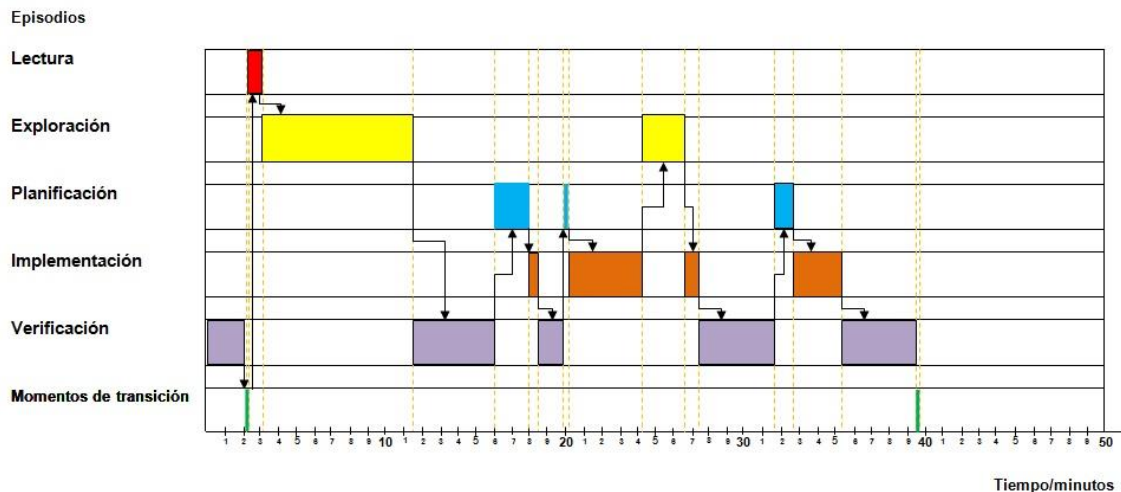 Episodios
Lectura
Exploración
Planificación
Implementación
Verificación
Momentos de transición
1 2 3 4 5 6 7 8 9 10 1 2 3 4 5 6 7 8 9 20 1 2 3 4 5 6 7 8 9 30 1 2 3 4 5 6 7 8 9 40 1 2 3 4 5 6 7 8 9 50
Tiempo/minutos